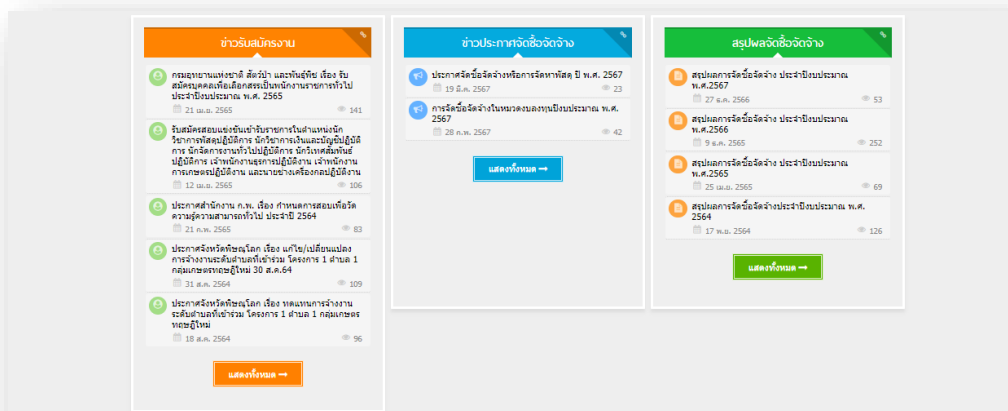 ข่าวรับสมัครงาน
กรมอุทยานแห่งชาติ สัตว์ป่า และพันธุ์พืช เรื่อง รับ
สมัครบุคคลเพื่อเลือกสรรเป็นพนักงานราชการทั่วไป
ประจำปีงบประมาณ พ.ศ. 2565
21 เม.ย. 2565
141
รับสมัครสอบแข่งขันเข้ารับราชการในตำแหน่งนัก
วิชาการพัสดุปฏิบัติการ นักวิชาการเงินและบัญชีปฏิบัติ
การ นักจัดการงานทั่วไปปฏิบัติการ นักวิเทศสัมพันธ์
ปฏิบัติการ เจ้าพนักงานธุรการปฏิบัติงาน เจ้าพนักงาน
การเกษตรปฏิบัติงาน และนายช่างเครื่องกลปฏิบัติงาน
12 เม.ย. 2565
106
ประกาศสำนักงาน ก.พ. เรื่อง กำหนดการสอบเพื่อวัด
ความรู้ความสามารถทั่วไป ประจำปี 2564
21 ก.พ. 2565
83
ประกาศจังหวัดพิษณุโลก เรื่อง แก้ไข/เปลี่ยนแปลง
การจ้างงานระดับตำบลที่เข้าร่วม โครงการ 1 ตำบล 1
กลุ่มเกษตรทฤษฎีใหม่ 30 ส.ค.64
31 ส.ค. 2564
109
ประกาศจังหวัดพิษณุโลก เรื่อง ทดแทนการจ้างงาน
ระดับตำบลที่เข้าร่วม โครงการ 1 ตำบล 1 กลุ่มเกษตร
ทฤษฎีใหม่
18 ส.ค. 2564
96
แสดงทั้งหมด →
ข่าวประกาศจัดซื้อจัดจ้าง
ประกาศจัดซื้อจัดจ้างหรือการจัดหาพัสดุ ปี พ.ศ. 2567
19 มี.ค. 2567
23
การจัดซื้อจัดจ้างในหมวดงบลงทุนปีงบประมาณ พ.ศ.
2567
28 ก.พ. 2567
42
แสดงทั้งหมด →
สรุปผลจัดซื้อจัดจ้าง
สรุปผลการจัดซื้อจัดจ้าง ประจำปีงบประมาณ
พ.ศ.2567
27 ธ.ค. 2566
53
สรุปผลการจัดซื้อจัดจ้าง ประจำปีงบประมาณ
พ.ศ.2566
9 ธ.ค. 2565
252
สรุปผลการจัดซื้อจัดจ้าง ประจำปีงบประมาณ
พ.ศ.2565
25 เม.ย. 2565
69
สรุปผลการจัดซื้อจัดจ้างประจำปีงบประมาณ พ.ศ.
2564
17 พ.ย. 2564
126
แสดงทั้งหมด →